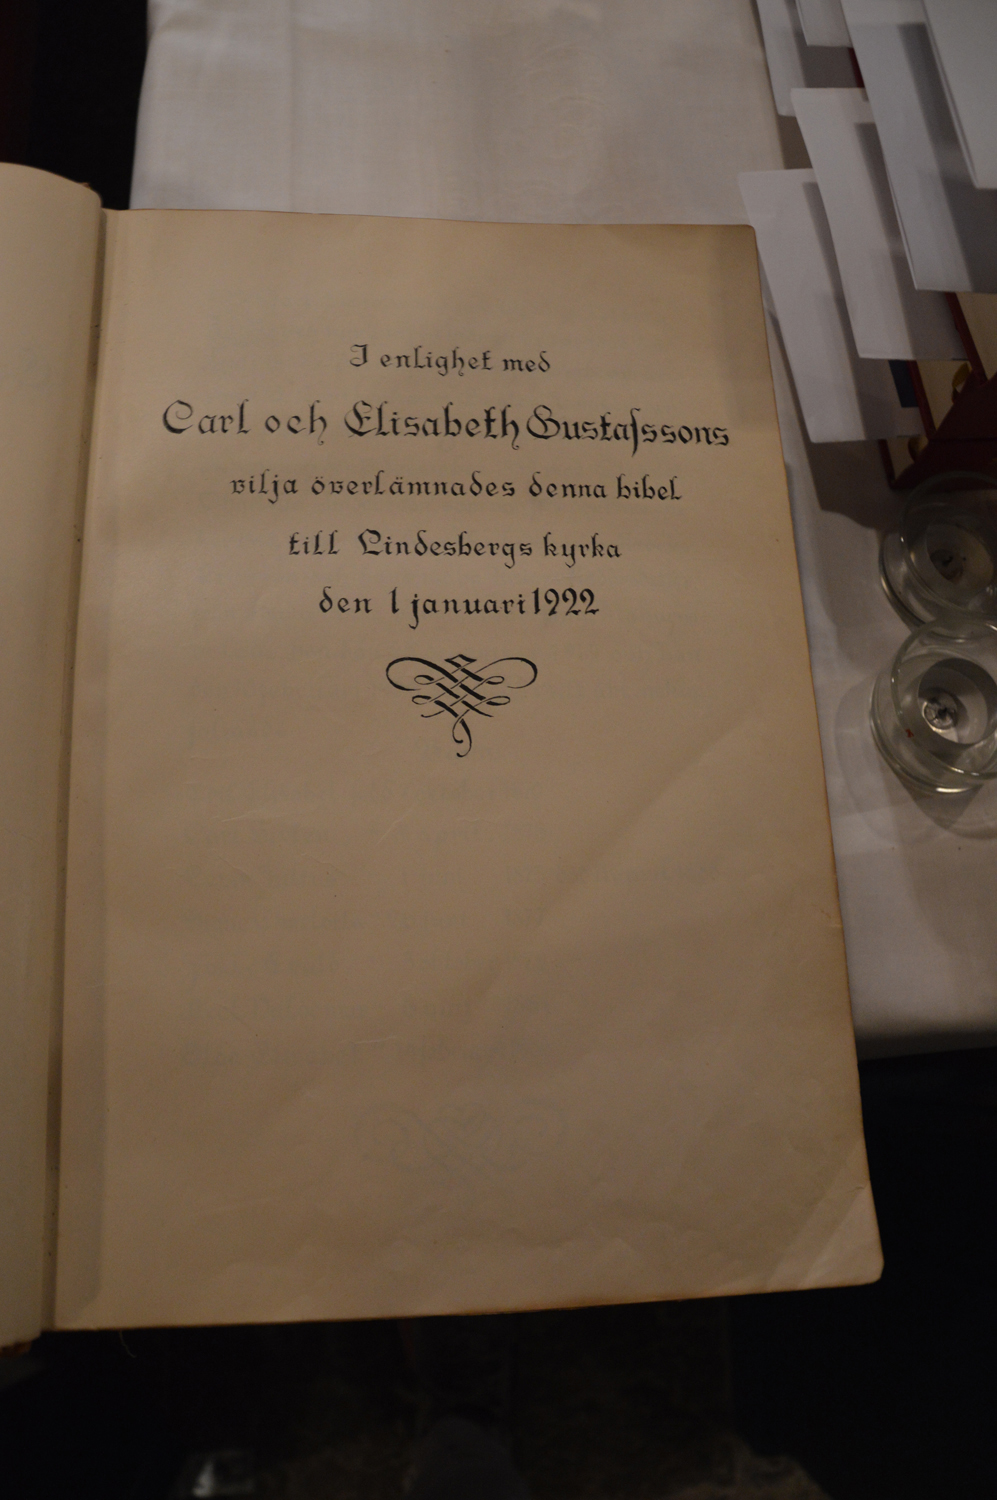 I enlighet med
Carl och Elisabeth Gustafssons
vilja överlämnades denna bibel
till Lindesbergs kyrka
den 1 januari 1922